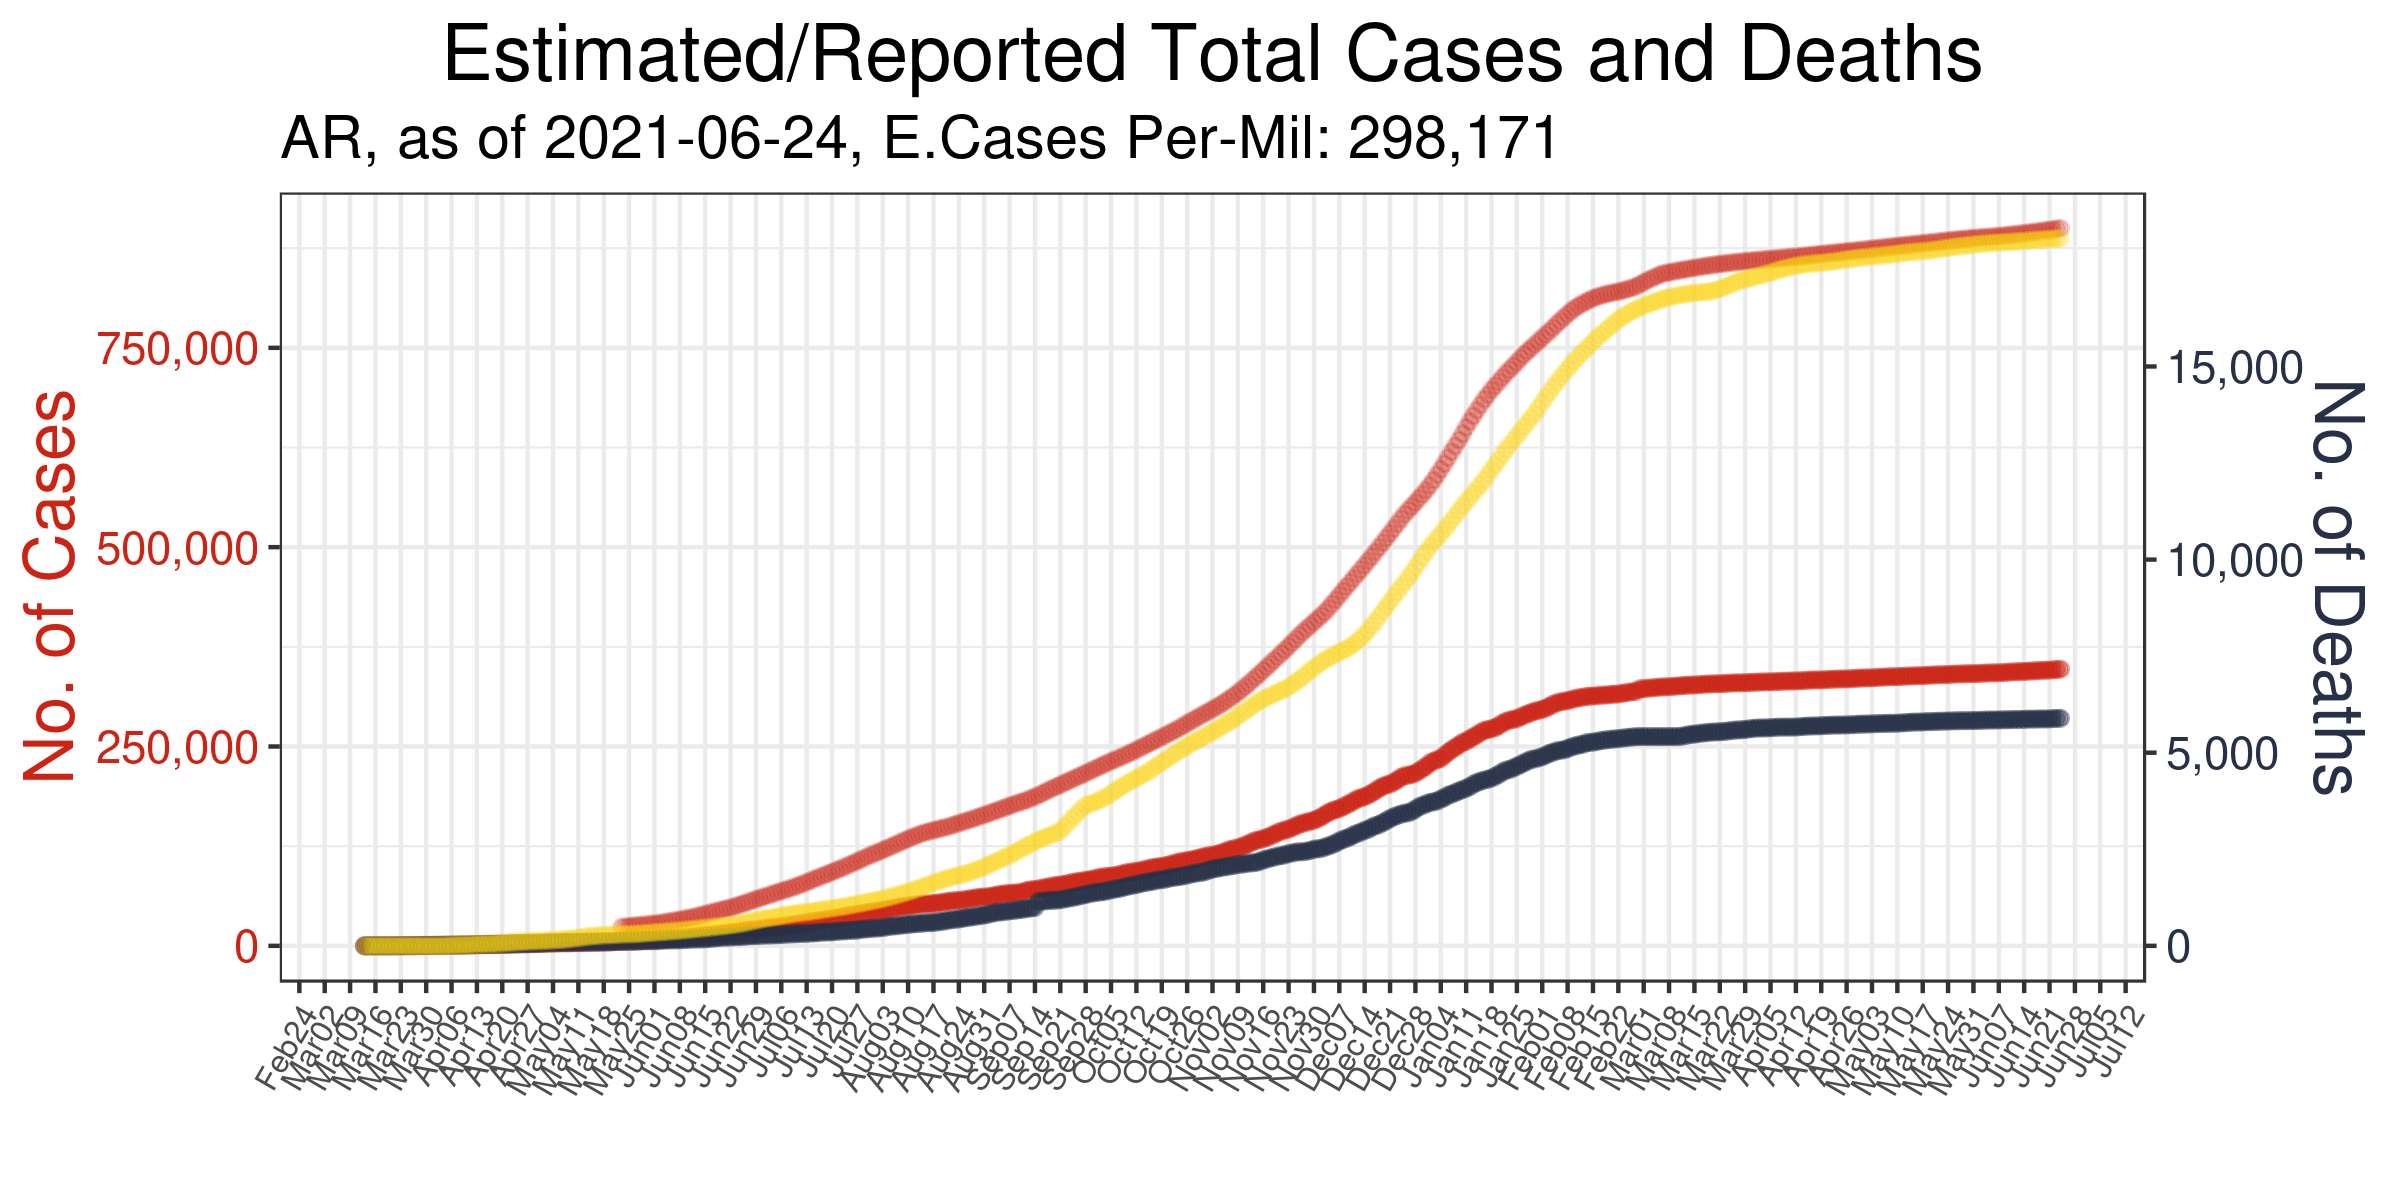 Estimated/Reported Total Cases and Deaths
AR, as of 2021-06-24, E.Cases Per-Mil: 298,171
No. of Cases
750,000
500,000
250,000
0
15,000
10,000
5,000
0
No. of Deaths
Feb24
Mar02
Mar09
Mar16
Mar23
Mar30
Apr06
Apr13
Apr20
Apr27
May04
May11
May18
May25
Jun01
Jun08
Jun15
Jun22
Jun29
Jul06
Jul13
Jul20
Jul27
Aug03
Aug10
Aug17
Aug24
Aug31
Sep07
Sep14
Sep21
Sep28
Oct05
Oct12
Oct19
Oct26
Nov02
Nov09
Nov16
Nov23
Nov30
Dec07
Dec14
Dec21
Dec28
Jan04
Jan11
Jan18
Jan25
Feb01
Feb08
Feb15
Feb22
Mar01
Mar08
Mar15
Mar22
Mar29
Apr05
Apr12
Apr19
Apr26
May03
May10
May17
May24
May31
Jun07
Jun14
Jun21
Jun28
Jul05
Jul12